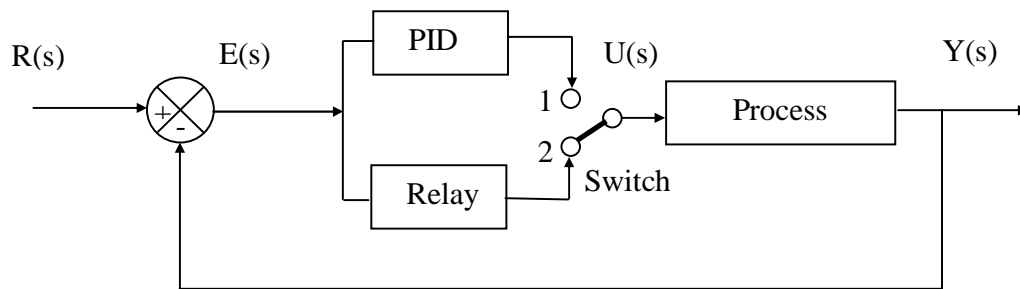 PID
R(s)
E(s)
U(s)
Y(s)
1
+
-
Process
2
Relay
Switch